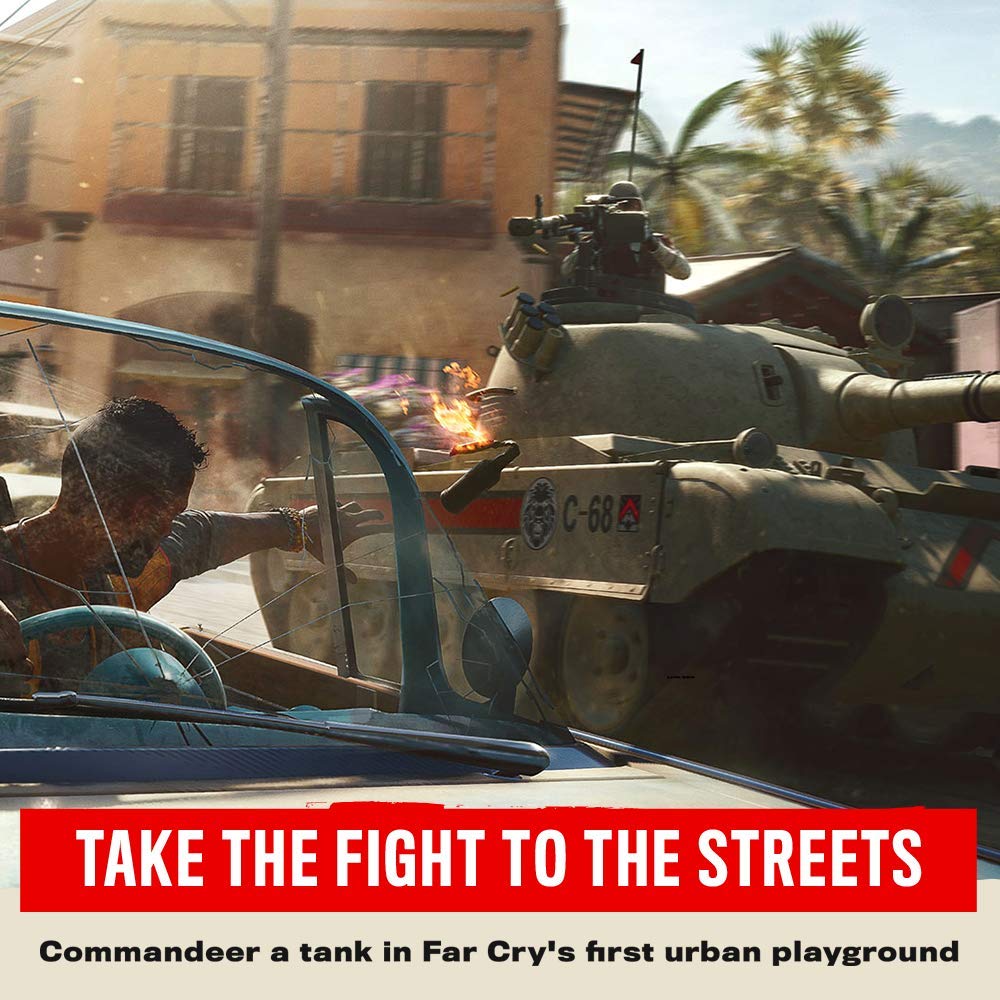 C-68
TAKE THE FIGHT TO THE STREETS
Commandeer a tank in Far Cry's first urban playground